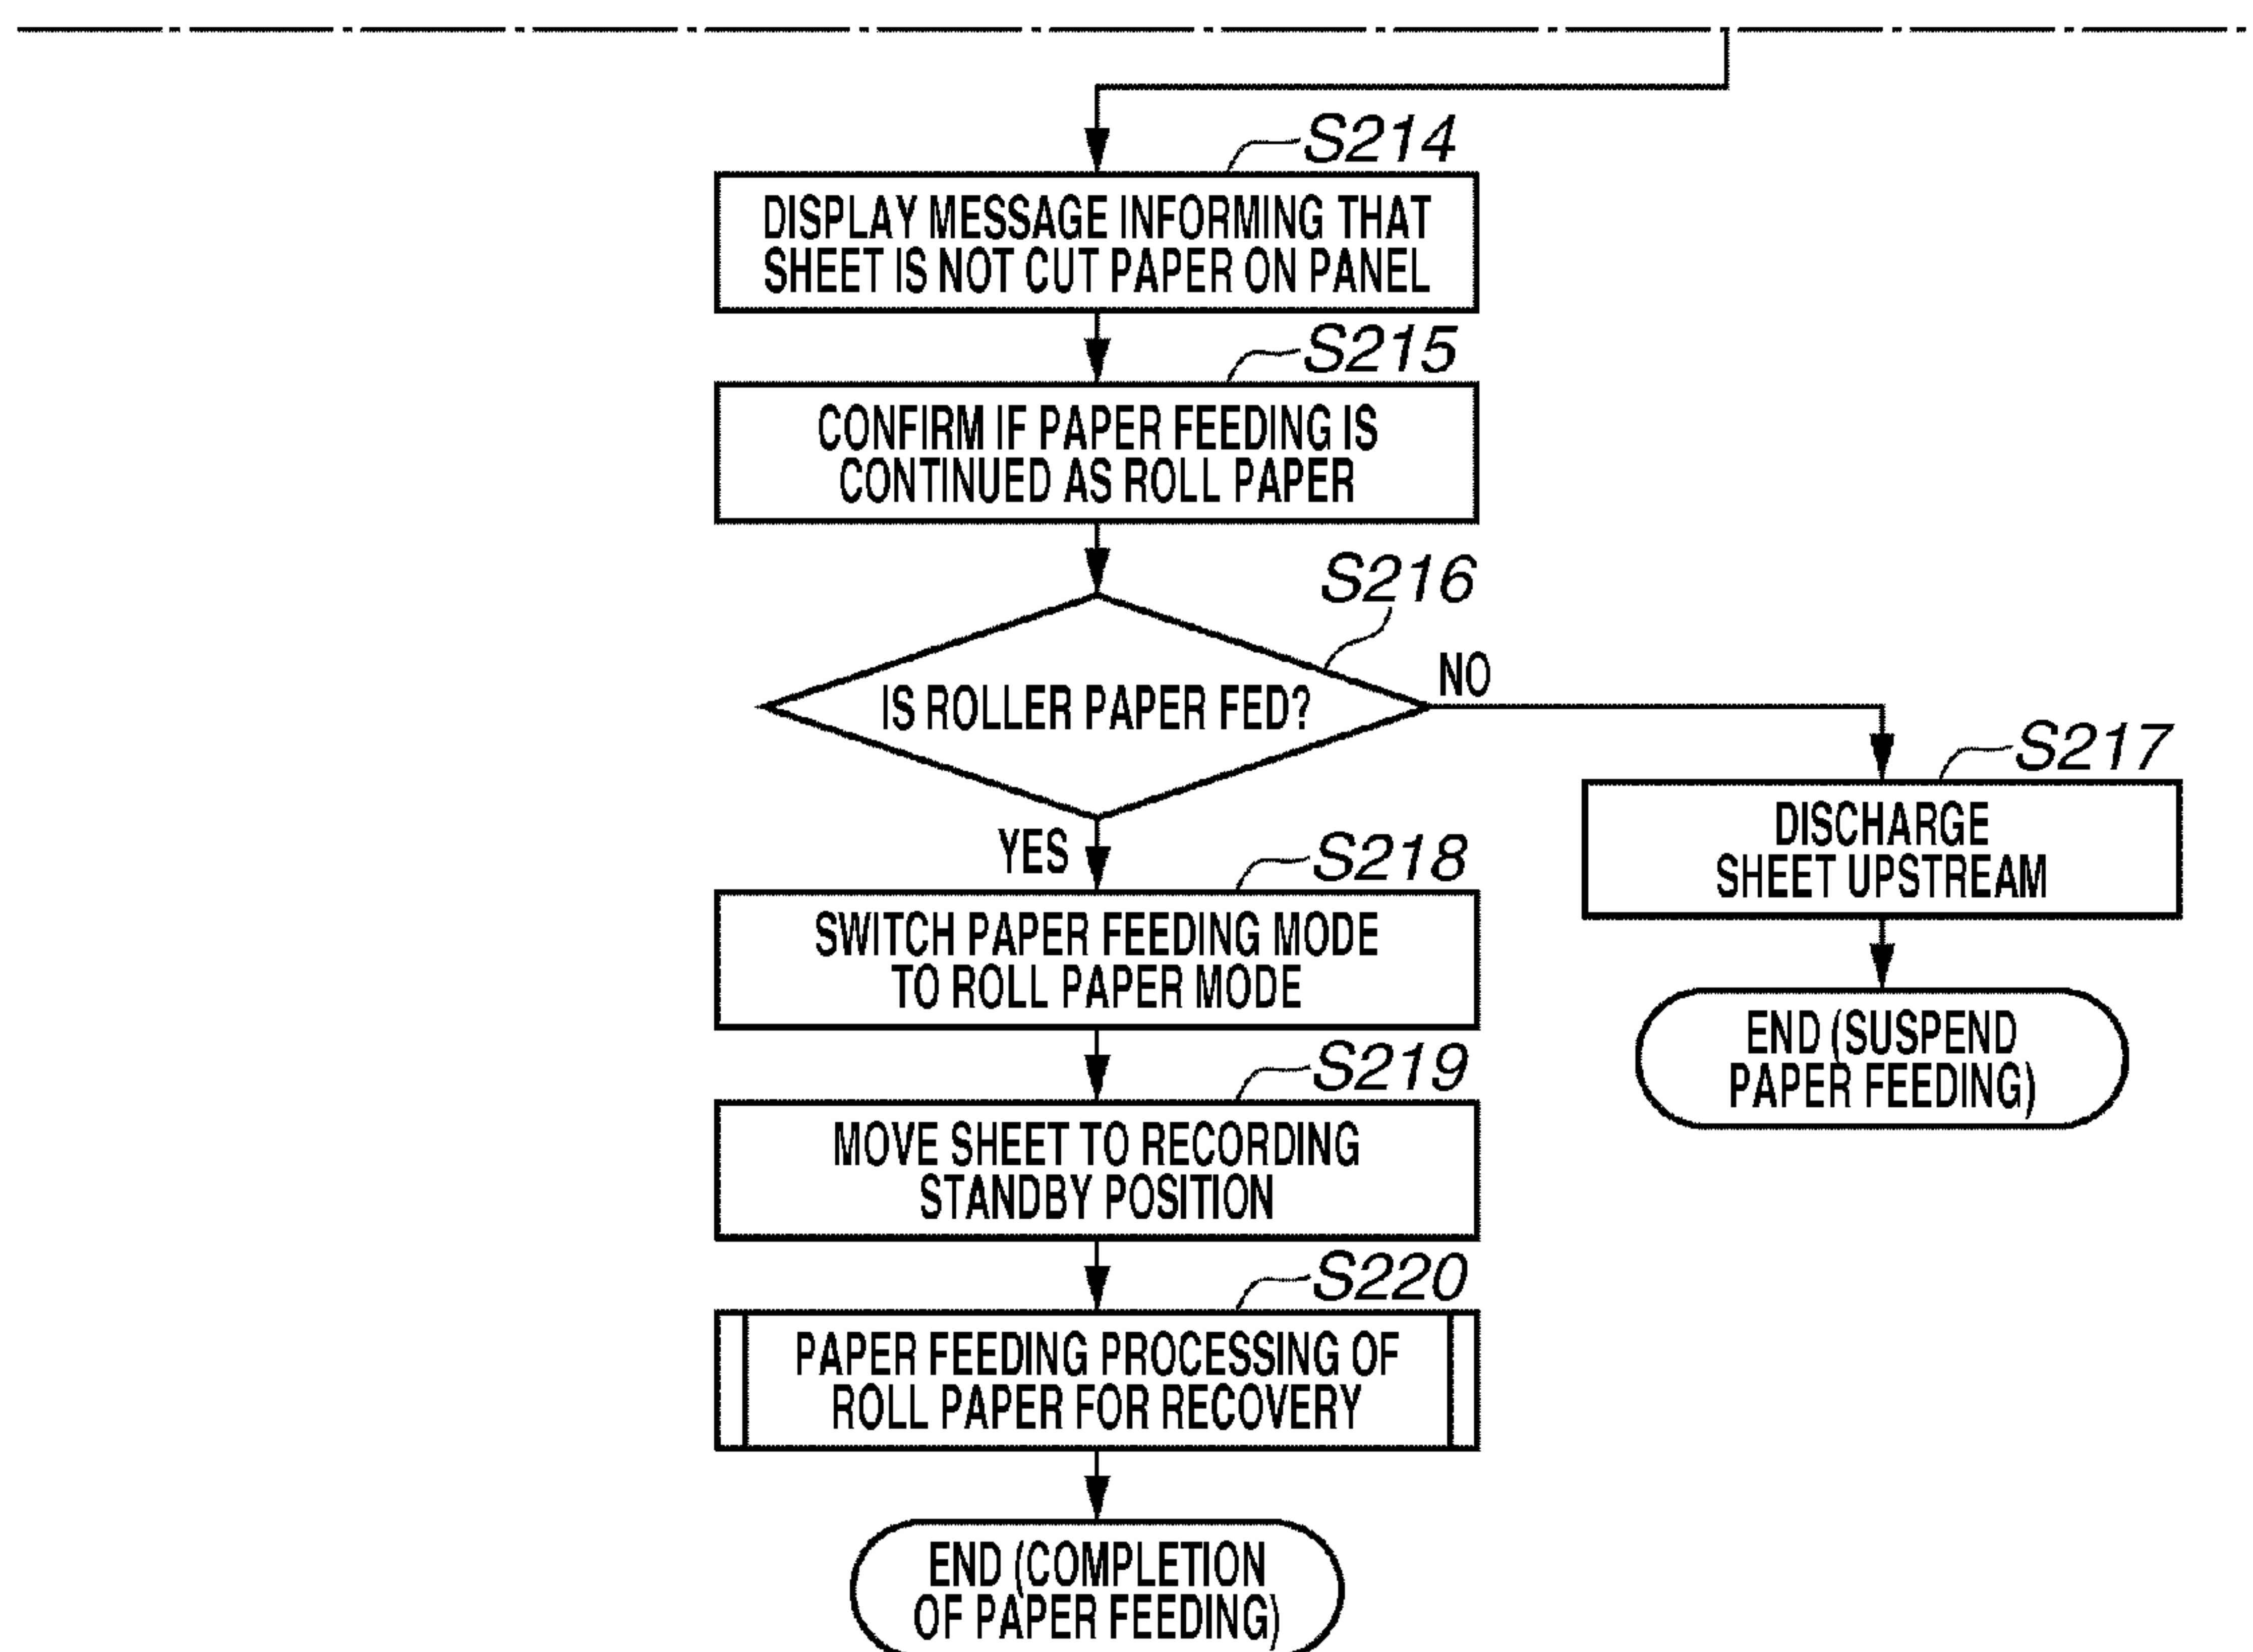 S214
DISPLAY MESSAGE INFORMING THAT
SHEET IS NOT CUT PAPER ON PANEL
S215
CONFIRM IF PAPER FEEDING IS
CONTINUED AS ROLL PAPER
S216
IS ROLLER PAPER FED?
NO
S217
DISCHARGE
SHEET UPSTREAM
END (SUSPEND
PAPER FEEDING)
YES
S218
SWITCH PAPER FEEDING MODE
TO ROLL PAPER MODE
S219
MOVE SHEET TO RECORDING
STANDBY POSITION
S220
PAPER FEEDING PROCESSING OF
ROLL PAPER FOR RECOVERY
END (COMPLETION
OF PAPER FEEDING)